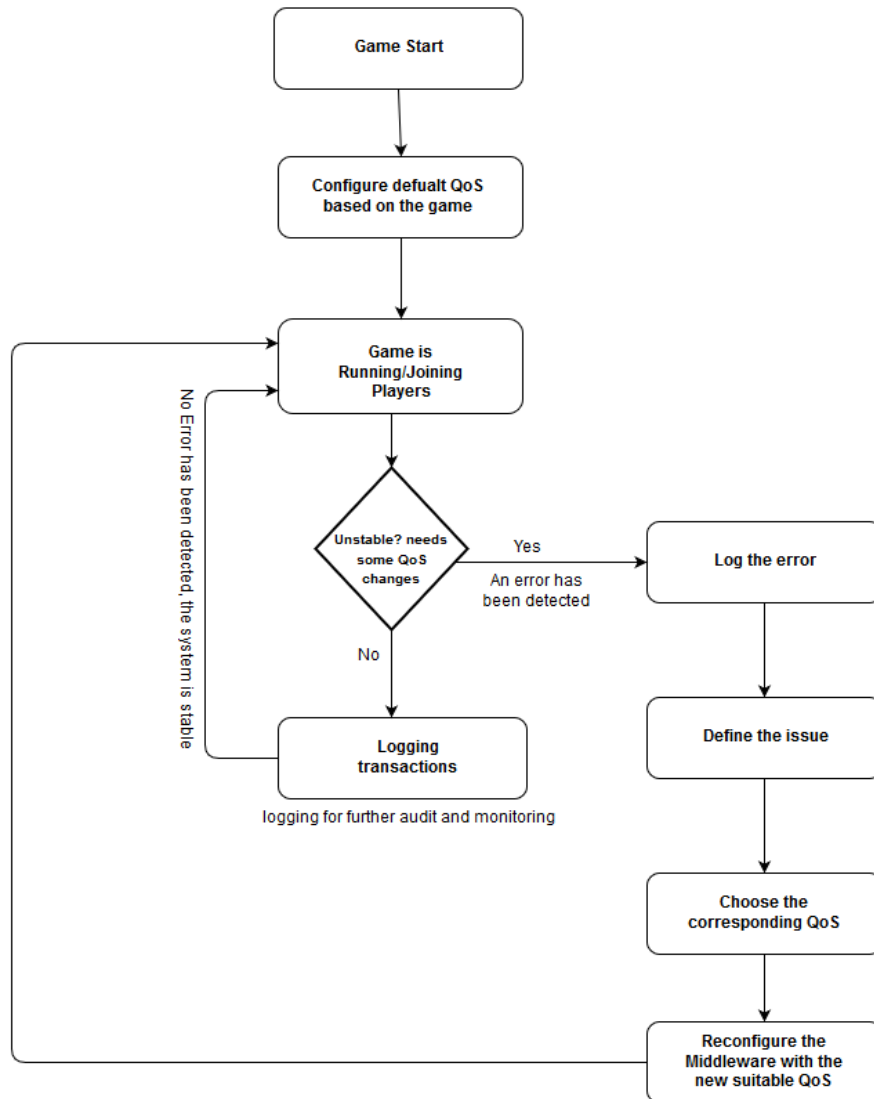 Game Start
Configure defualt QoS
based on the game
Game is
Running/Joining
Players
No Error has been detected, the system is stable
Unstable? needs
some QoS
changes
Yes
An error has
been detected
Log the error
No
Logging
transactions
logging for further audit and monitoring
Define the issue
Choose the
corresponding QoS
Reconfigure the
Middleware with the
new suitable QoS